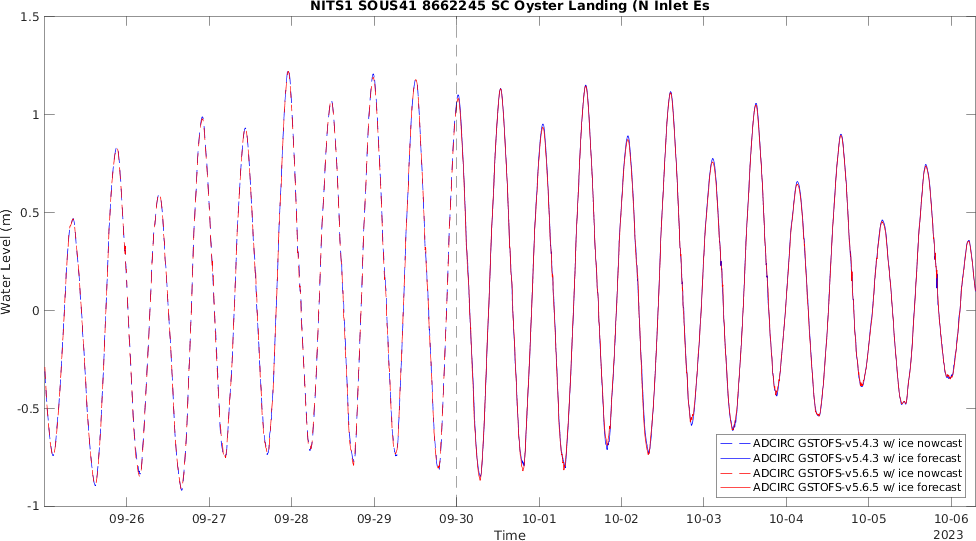 NITS1 SOUS41 8662245 SC Oyster Landing (N Inlet Es
1.5
1
0.5
0
-0.5
-1
Water Level (m)
09-26 09-27 09-28 09-29 09-30 10-01 10-02 10-03 10-04 10-05 10-06
Time
2023
ADCIRC GSTOFS-v5.4.3 w/ ice nowcast
ADCIRC GSTOFS-v5.4.3 w/ ice forecast
ADCIRC GSTOFS-v5.6.5 w/ ice nowcast
ADCIRC GSTOFS-v5.6.5 w/ ice forecast